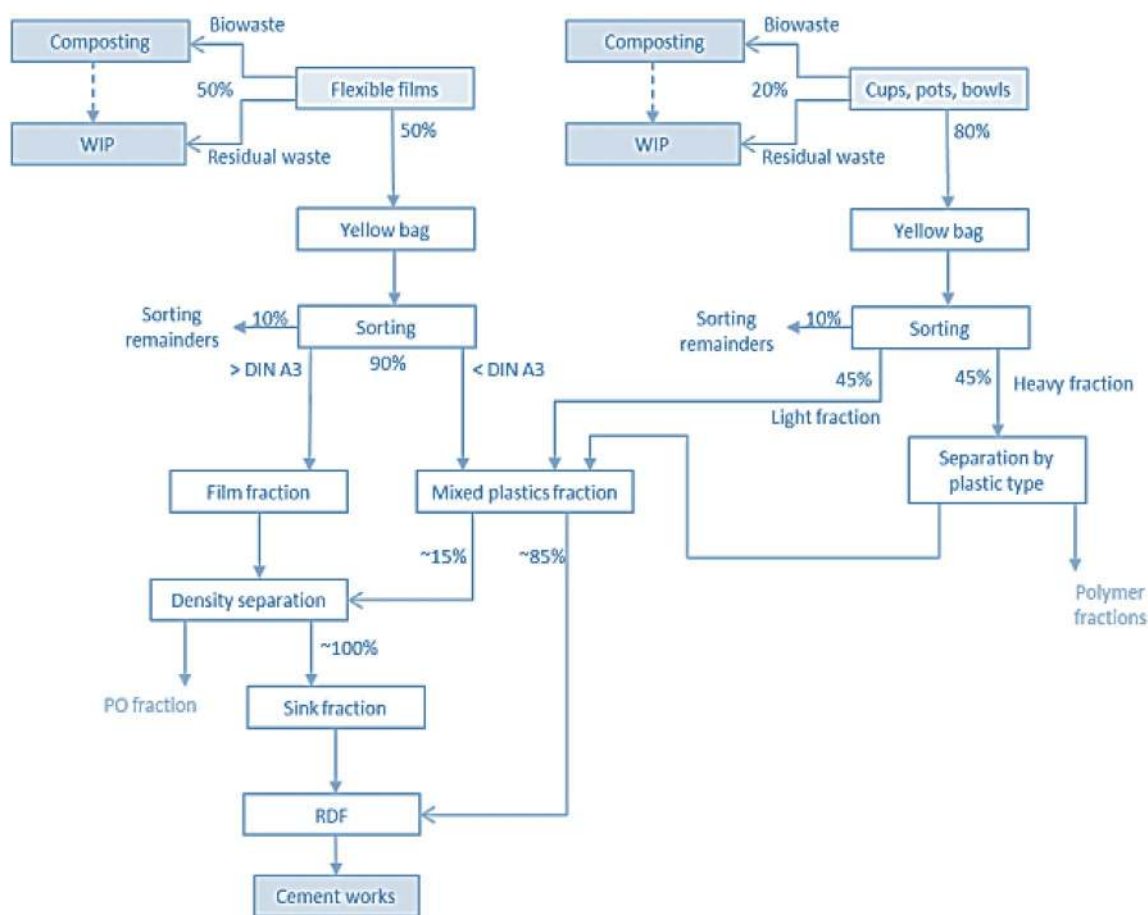 Composting
Biowaste
50%
Flexible films
WIP
Residual waste
50%
Yellow bag
Sorting
remainders
10%
Sorting
> DIN A3
90%
< DIN A3
Composting
Biowaste
20%
Cups, pots, bowls
WIP
Residual waste
80%
Yellow bag
Sorting
remainders
10%
Sorting
45%
45%
Heavy fraction
Light fraction
Separation by
plastic type
Film fraction
Mixed plastics fraction
~15%
~85%
Density separation
Polymer
fractions
~100%
PO fraction
Sink fraction
RDF
Cement works